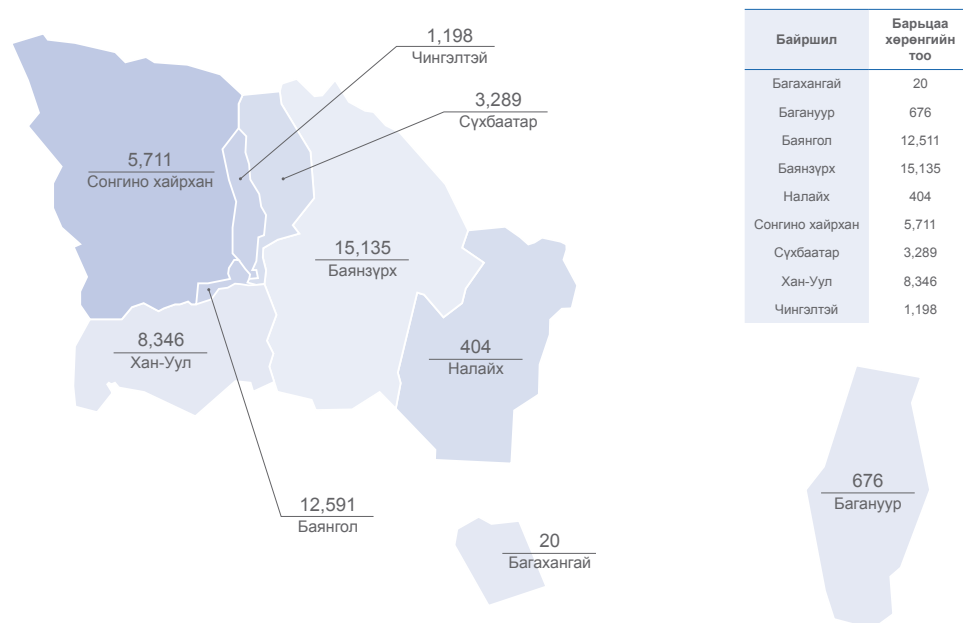 1,198
Чингэлтэй
3,289
Сүхбаатар
5,711
Сонгино хайрхан
15,135
Баянзүрх
8,346
Хан-Уул
404
Налайх
12,591
Баянгол
20
Багахангай
676
Багануур
Байршил Барьцаа
хөрөнгийн
тоо
Багахангай 20
Багануур 676
Баянгол 12,511
Баянзүрх 15,135
Налайх 404
Сонгино хайрхан 5,711
Сүхбаатар 3,289
Хан-Уул 8,346
Чингэлтэй 1,198